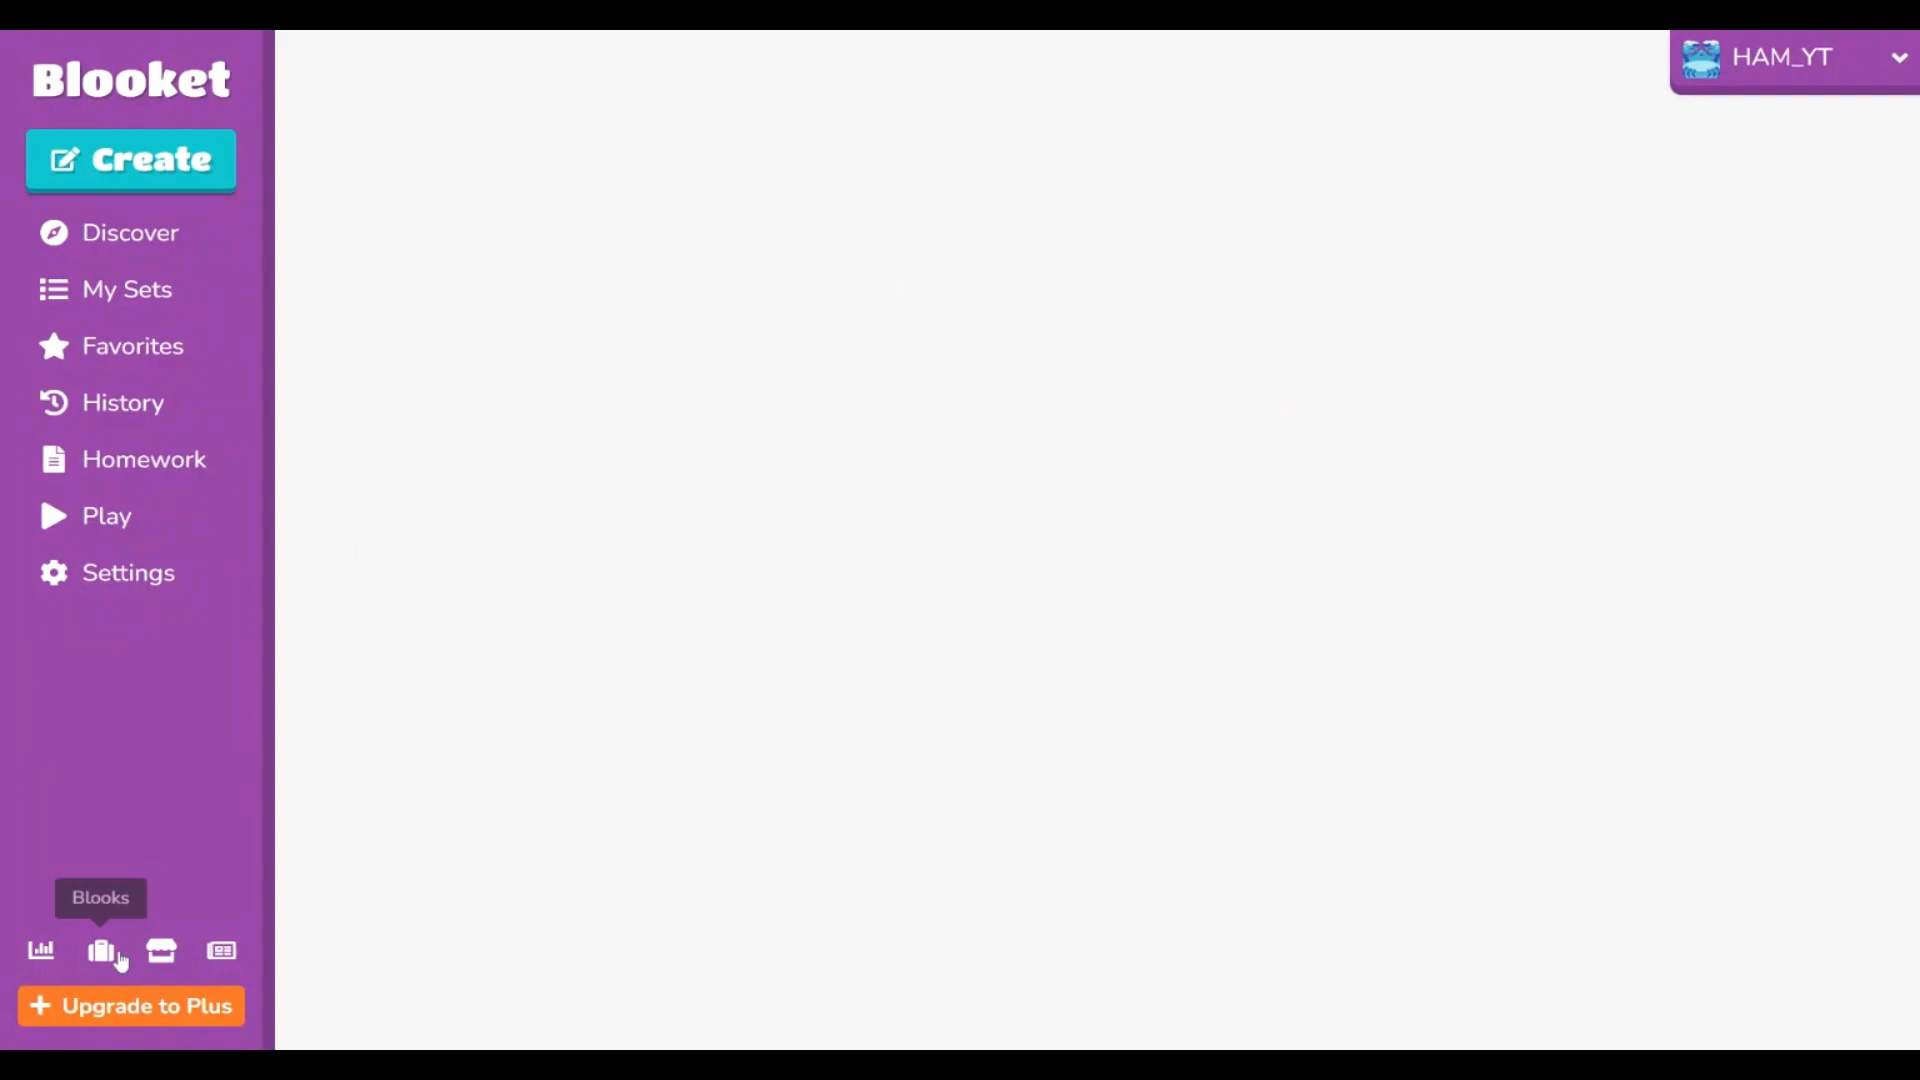 Blooket
HAM_YT
Create
Discover
My Sets
Favorites
History
Homework
Play
Settings
Blooks
Upgrade to Plus